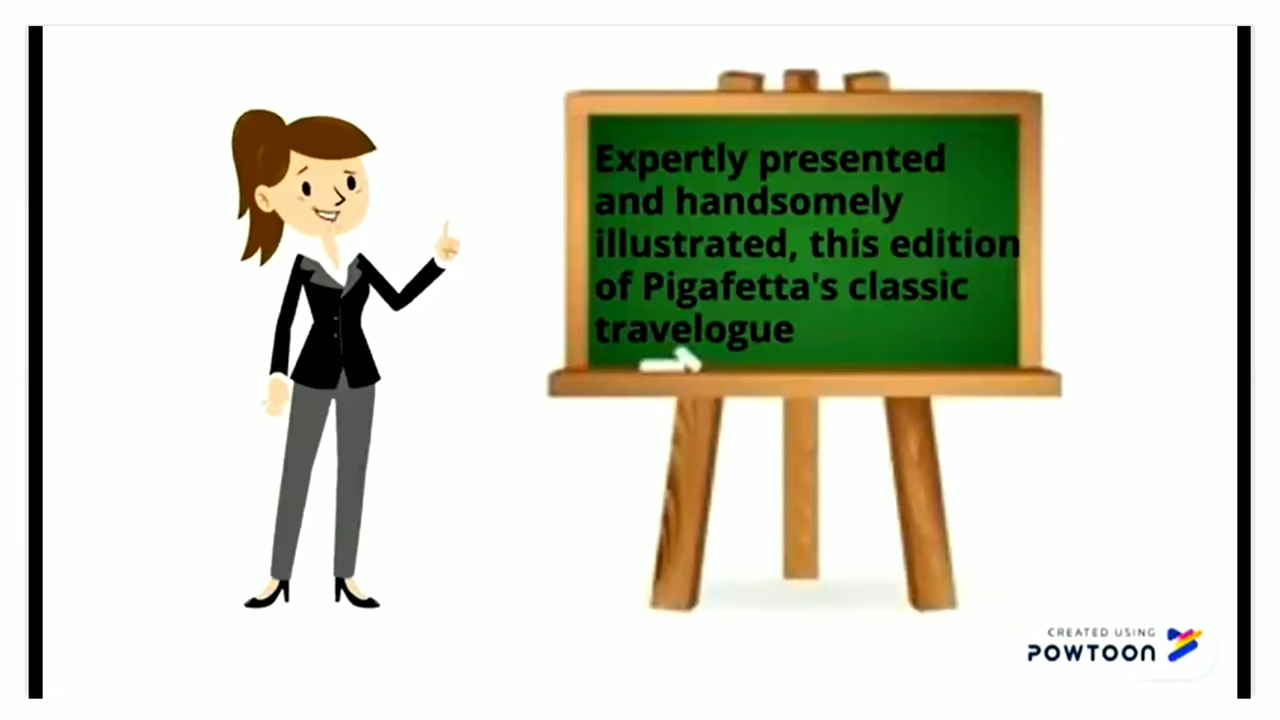 Expertly presented
and handsomely
illustrated, this edition
of Pigafetta's classic
travelogue
CREATED USING
POWTOON